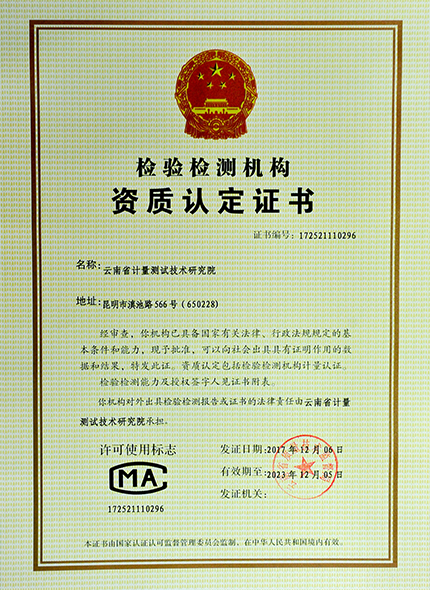 检验检测机构
资质认定证书
证书编号：172521110296
名称：云南省计量测试技术研究院
地址：昆明市滇池路566号（650228）
经审查，你机构已具备国家有关法律、行政法规规定的基
本条件和能力，现予批准，可以向社会出具具有证明作用的数
据和结果，特发此证。资质认定包括检验检测机构计量认证。
检验检测能力及授权签字人见证书附表。
你机构对外出具检验检测报告或证书的法律责任由云南省计量
测试技术研究院承担。
许可使用标志
发证日期：2017年12月06日
MA
有效期至：2023年12月05日
172521110296
发证机关：
本证书由国家认证认可监督管理委员会监制，在中华人民共和国境内有效。